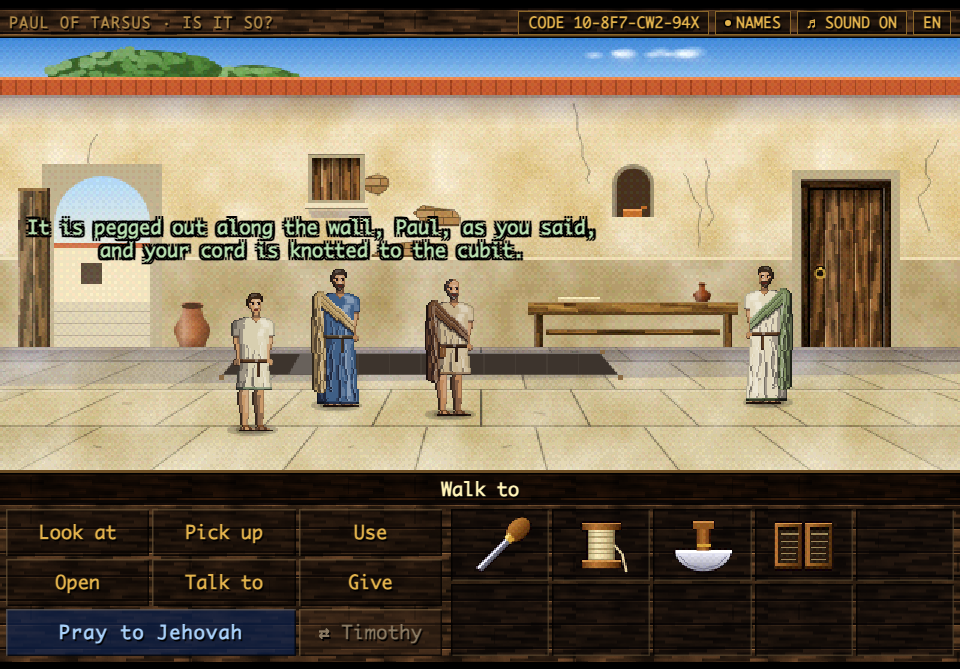 PAUL OF TARSUS · IS IT SO?
CODE 10-8F7-CW2-94X
• NAMES
♬ SOUND ON
EN
It is pegged out along the wall, Paul, as you said,
and your cord is knotted to the cubit.
Walk to
Look at
Pick up
Use
Open
Talk to
Give
Pray to Jehovah
⇄ Timothy